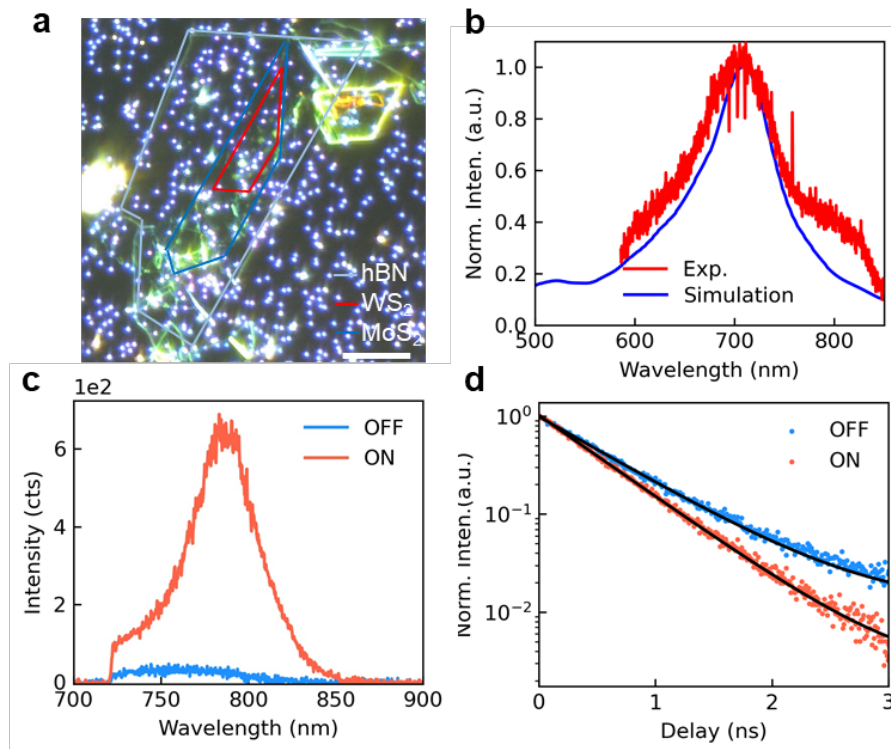 a
hBN
WS₂
MoS₂
b
Norm. Inten. (a.u.)
1.0
0.8
0.6
0.4
0.2
0.0
Exp.
Simulation
500
600
700
800
Wavelength (nm)
c
1e2
Intensity (cts)
6
4
2
0
OFF
ON
700
750
800
850
900
Wavelength (nm)
d
Norm. Inten.(a.u.)
10⁰
10⁻¹
10⁻²
OFF
ON
0
1
2
3
Delay (ns)